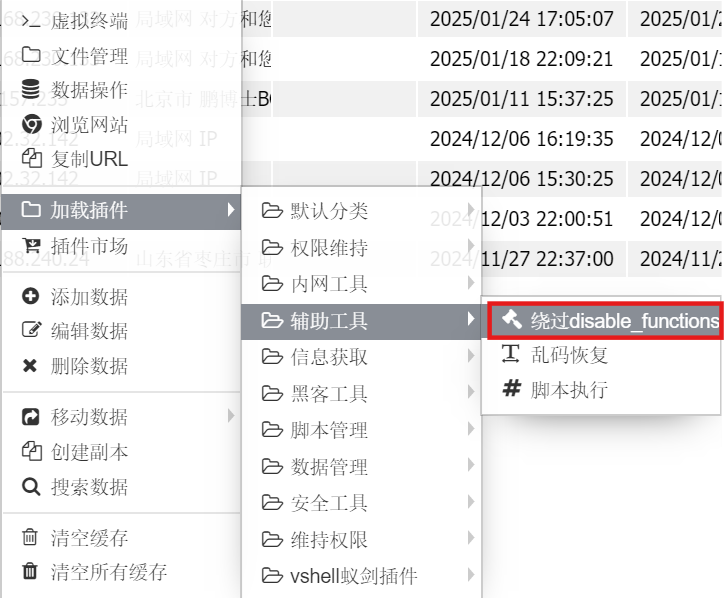 虚拟终端
文件管理
数据操作
浏览网站
复制URL
加载插件
插件市场
添加数据
编辑数据
删除数据
移动数据
创建副本
搜索数据
清空缓存
清空所有缓存
默认分类
权限维持
内网工具
辅助工具
信息获取
黑客工具
脚本管理
数据管理
安全工具
维持权限
vshell蚁剑插件
绕过disable_functions
乱码恢复
脚本执行
局域网 对方和您
局域网 对方和您
北京市 鹏博士BG
局域网 IP
局域网 IP
2025/01/24 17:05:07
2025/01/18 22:09:21
2025/01/11 15:37:25
2024/12/06 16:19:35
2024/12/06 15:30:25
2024/12/03 22:00:51
2024/11/27 22:37:00
2025/01/
2025/01/
2025/01/
2024/12/0
2024/12/0
2024/12/0
2024/11/2